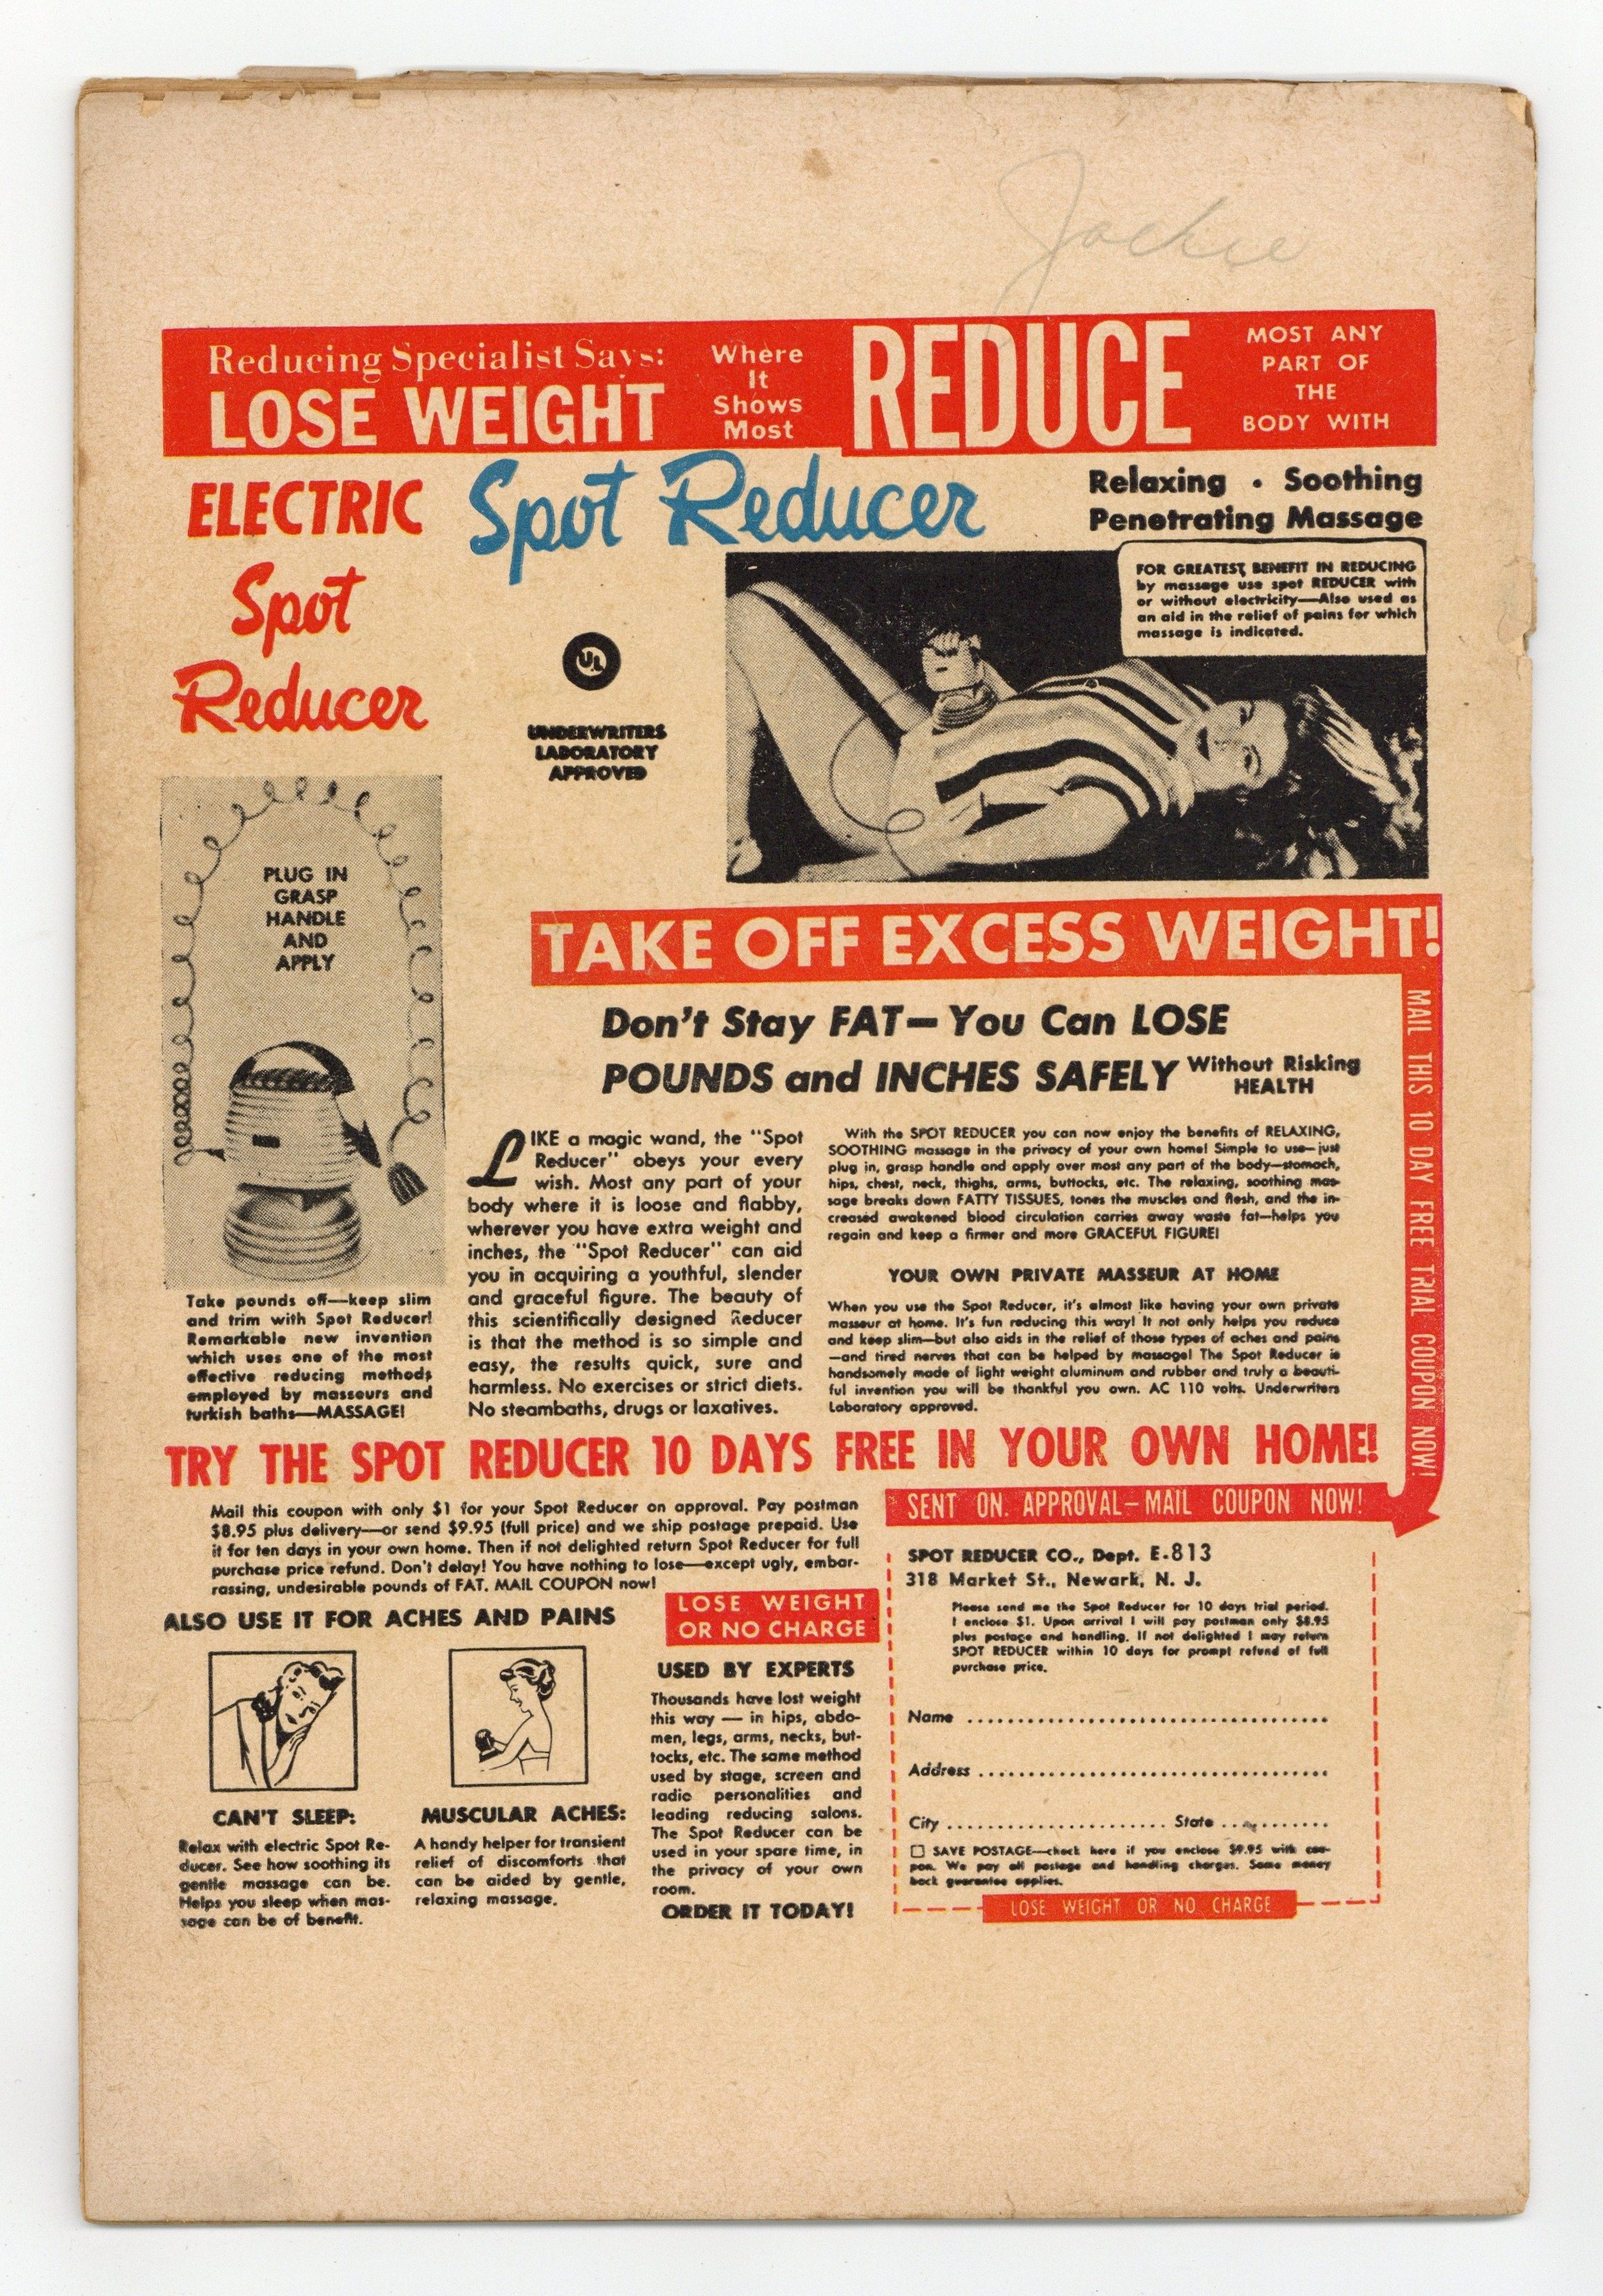 Jackie
Reducing Specialist Says:
LOSE WEIGHT
Where
It
Shows
Most
REDUCE
MOST ANY
PART OF
THE
BODY WITH
ELECTRIC
Spot
Reducer
Spot Reducer
Relaxing • Soothing
Penetrating Massage
FOR GREATEST BENEFIT IN REDUCING
by massage use spot REDUCER with
or without electricity—Also used as
an aid in the relief of pains for which
massage is indicated.
UL
UNDERWRITERS
LABORATORY
APPROVED
PLUG IN
GRASP
HANDLE
AND
APPLY
Take pounds off—keep slim
and trim with Spot Reducer!
Remarkable new invention
which uses one of the most
effective reducing methods
employed by masseurs and
turkish baths—MASSAGE!
TAKE OFF EXCESS WEIGHT!
MAIL THIS 10 DAY FREE TRIAL COUPON NOW!
Don't Stay FAT—You Can LOSE
POUNDS and INCHES SAFELY Without Risking
HEALTH
LIKE a magic wand, the "Spot
Reducer" obeys your every
wish. Most any part of your
body where it is loose and flabby,
wherever you have extra weight and
inches, the "Spot Reducer" can aid
you in acquiring a youthful, slender
and graceful figure. The beauty of
this scientifically designed Reducer
is that the method is so simple and
easy, the results quick, sure and
harmless. No exercises or strict diets.
No steambaths, drugs or laxatives.
With the SPOT REDUCER you can now enjoy the benefits of RELAXING,
SOOTHING massage in the privacy of your own home! Simple to use—just
plug in, grasp handle and apply over most any part of the body—stomach,
hips, chest, neck, thighs, arms, buttocks, etc. The relaxing, soothing mas-
sage breaks down FATTY TISSUES, tones the muscles and flesh, and the in-
creased awakened blood circulation carries away waste fat—helps you
regain and keep a firmer and more GRACEFUL FIGURE!
YOUR OWN PRIVATE MASSEUR AT HOME
When you use the Spot Reducer, it's almost like having your own private
masseur at home. It's fun reducing this way! It not only helps you reduce
and keep slim—but also aids in the relief of those types of aches and pains
—and tired nerves that can be helped by massage! The Spot Reducer is
handsomely made of light weight aluminum and rubber and truly a beauti-
ful invention you will be thankful you own. AC 110 volts. Underwriters
Laboratory approved.
TRY THE SPOT REDUCER 10 DAYS FREE IN YOUR OWN HOME!
Mail this coupon with only $1 for your Spot Reducer on approval. Pay postman
$8.95 plus delivery—or send $9.95 (full price) and we ship postage prepaid. Use
it for ten days in your own home. Then if not delighted return Spot Reducer for full
purchase price refund. Don't delay! You have nothing to lose—except ugly, embar-
rassing, undesirable pounds of FAT. MAIL COUPON now!
ALSO USE IT FOR ACHES AND PAINS
CAN'T SLEEP:
Relax with electric Spot Re-
ducer. See how soothing its
gentle massage can be.
Helps you sleep when mas-
sage can be of benefit.
MUSCULAR ACHES:
A handy helper for transient
relief of discomforts that
can be aided by gentle,
relaxing massage.
LOSE WEIGHT
OR NO CHARGE
USED BY EXPERTS
Thousands have lost weight
this way — in hips, abdo-
men, legs, arms, necks, but-
tocks, etc. The same method
used by stage, screen and
radio personalities and
leading reducing salons.
The Spot Reducer can be
used in your spare time, in
the privacy of your own
room.
ORDER IT TODAY!
SENT ON. APPROVAL—MAIL COUPON NOW!
SPOT REDUCER CO., Dept. E-813
318 Market St., Newark, N. J.
Please send me the Spot Reducer for 10 days trial period.
I enclose $1. Upon arrival I will pay postman only $8.95
plus postage and handling. If not delighted I may return
SPOT REDUCER within 10 days for prompt refund of full
purchase price.
Name ....................................
Address ...................................
City ...................... State ...........
☐ SAVE POSTAGE—check here if you enclose $9.95 with cou-
pon. We pay all postage and handling charges. Same money
back guarantee applies.
LOSE WEIGHT OR NO CHARGE